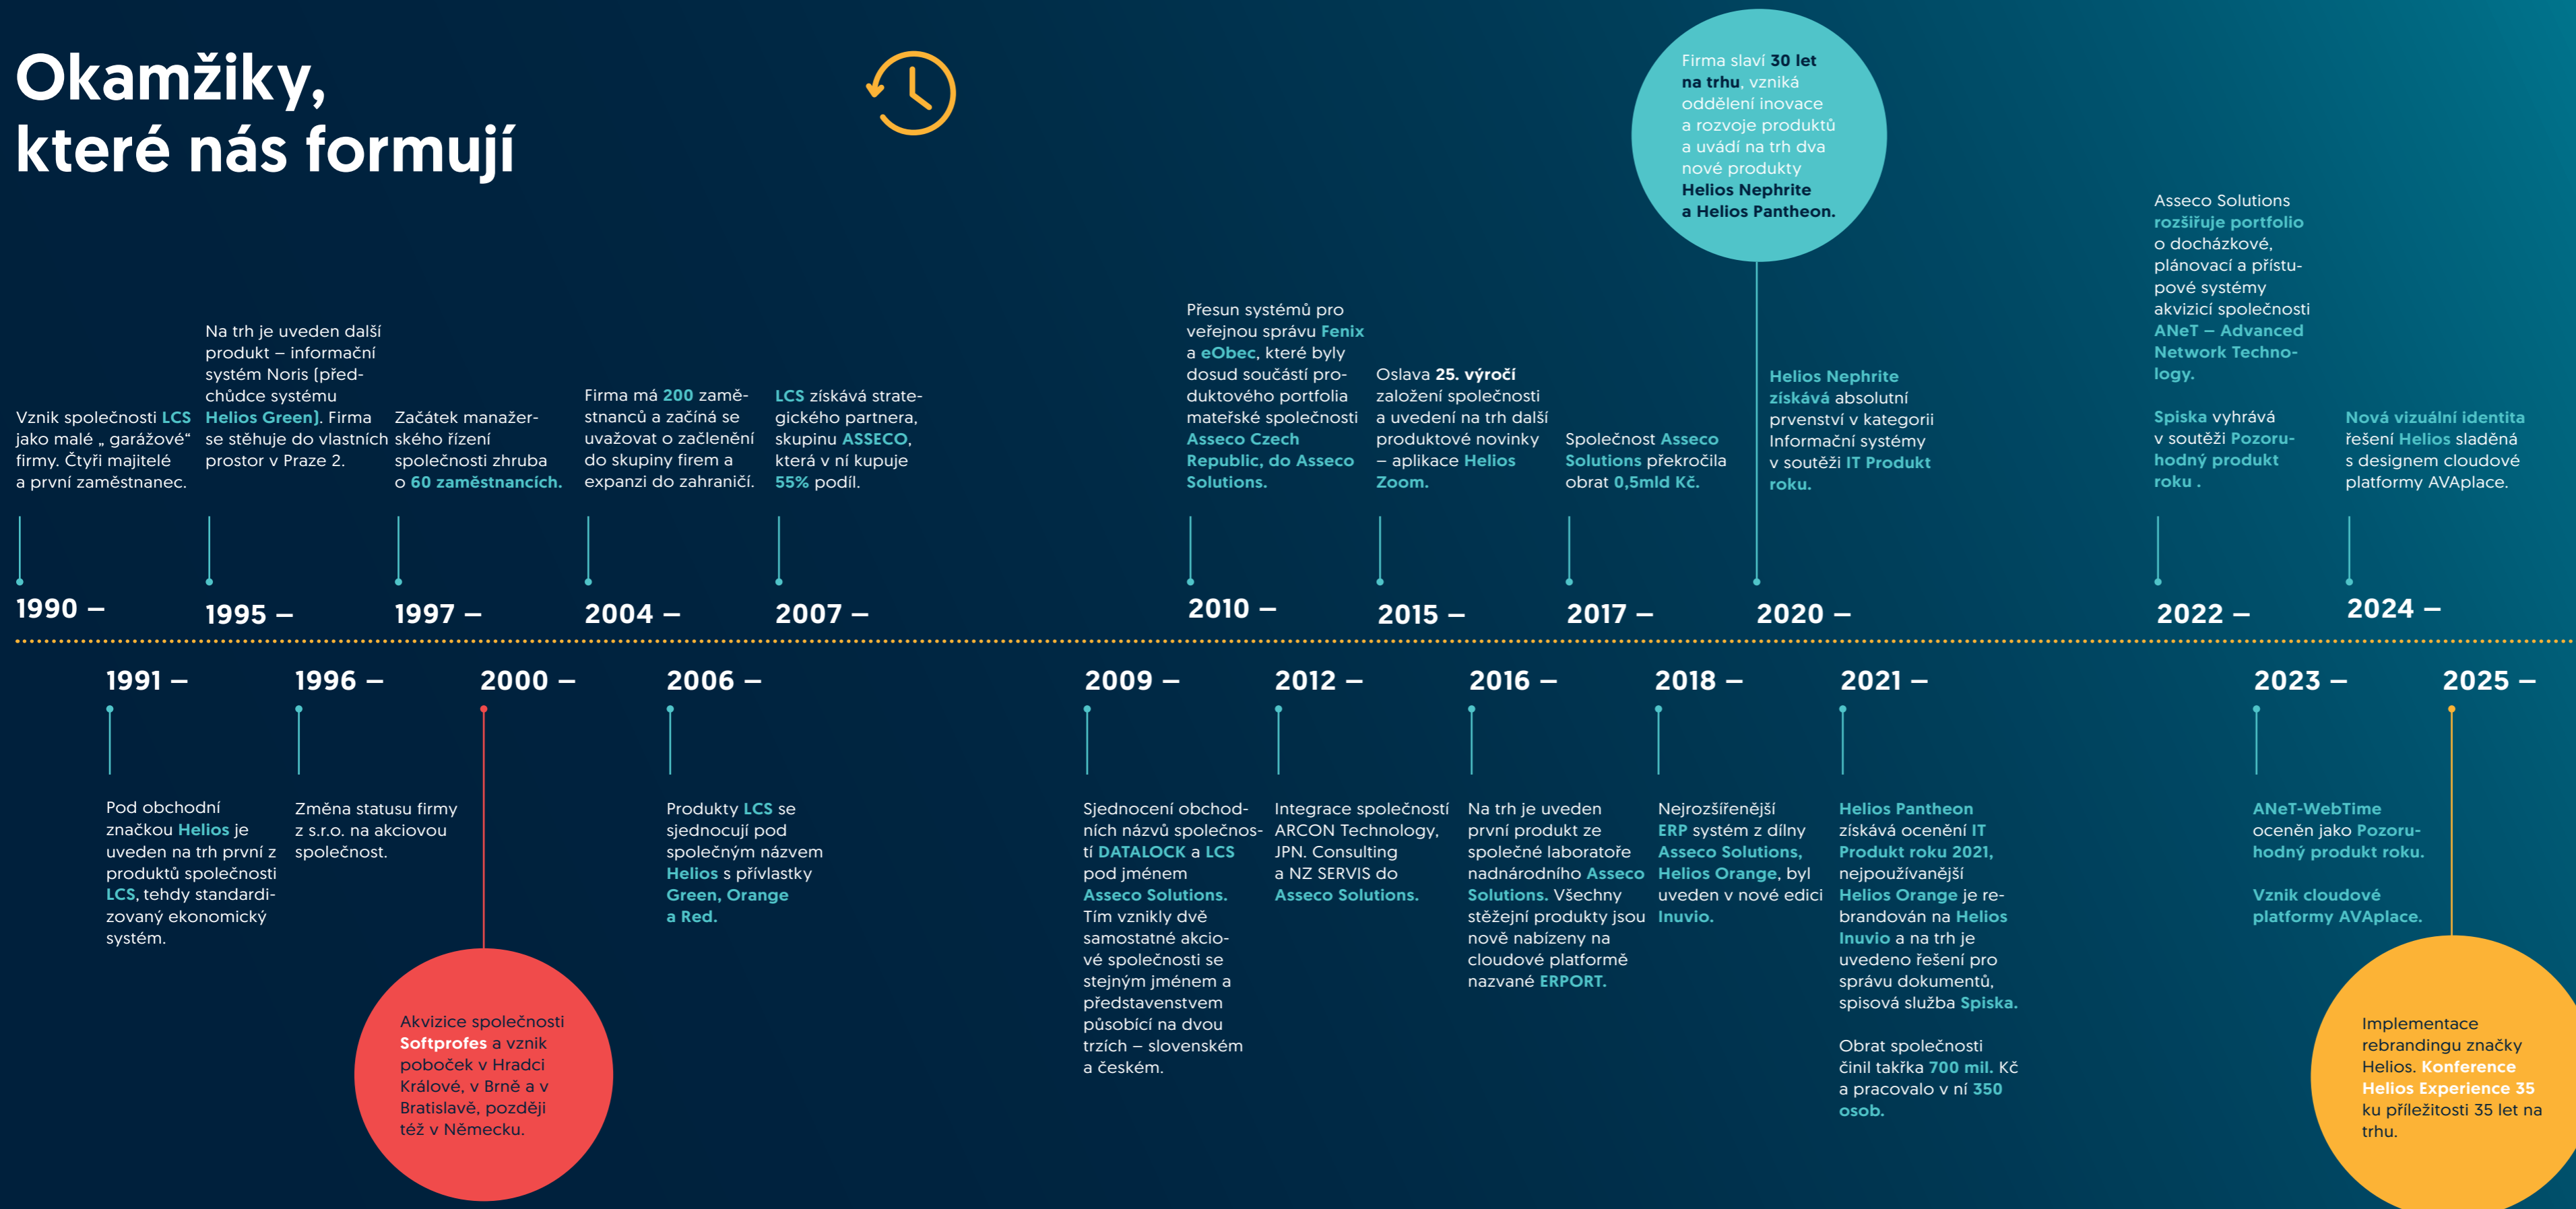 Okamžiky,
které nás formují
Vznik společnosti LCS
jako malé „ garážové“
firmy. Čtyři majitelé
a první zaměstnanec.
1990 –
1991 –
Pod obchodní
značkou Helios je
uveden na trh první z
produktů společnosti
LCS, tehdy standardi-
zovaný ekonomický
systém.
Na trh je uveden další
produkt – informační
systém Noris (před-
chůdce systému
Helios Green). Firma
se stěhuje do vlastních
prostor v Praze 2.
1995 –
1996 –
Změna statusu firmy
z s.r.o. na akciovou
společnost.
Začátek manažer-
ského řízení
společnosti zhruba
o 60 zaměstnancích.
1997 –
2000 –
Akvizice společnosti
Softprofes a vznik
poboček v Hradci
Králové, v Brně a v
Bratislavě, později
též v Německu.
Firma má 200 zamě-
stnanců a začíná se
uvažovat o začlenění
do skupiny firem a
expanzi do zahraničí.
2004 –
2006 –
Produkty LCS se
sjednocují pod
společným názvem
Helios s přívlastky
Green, Orange
a Red.
LCS získává strate-
gického partnera,
skupinu ASSECO,
která v ní kupuje
55% podíl.
2007 –
2009 –
Sjednocení obchod-
ních názvů společnos-
tí DATALOCK a LCS
pod jménem
Asseco Solutions.
Tím vznikly dvě
samostatné akcio-
vé společnosti se
stejným jménem a
představenstvem
působící na dvou
trzích – slovenském
a českém.
Přesun systémů pro
veřejnou správu Fenix
a eObec, které byly
dosud součástí pro-
duktového portfolia
mateřské společnosti
Asseco Czech
Republic, do Asseco
Solutions.
2010 –
2012 –
Integrace společností
ARCON Technology,
JPN. Consulting
a NZ SERVIS do
Asseco Solutions.
Oslava 25. výročí
založení společnosti
a uvedení na trh další
produktové novinky
– aplikace Helios
Zoom.
2015 –
2016 –
Na trh je uveden
první produkt ze
společné laboratoře
nadnárodního Asseco
Solutions. Všechny
stěžejní produkty jsou
nově nabízeny na
cloudové platformě
nazvané ERPORT.
Společnost Asseco
Solutions překročila
obrat 0,5mld Kč.
2017 –
2018 –
Nejrozšířenější
ERP systém z dílny
Asseco Solutions,
Helios Orange, byl
uveden v nové edici
Inuvio.
Firma slaví 30 let
na trhu, vzniká
oddělení inovace
a rozvoje produktů
a uvádí na trh dva
nové produkty
Helios Nephrite
a Helios Pantheon.
Helios Nephrite
získává absolutní
prvenství v kategorii
Informační systémy
v soutěži IT Produkt
roku.
2020 –
2021 –
Helios Pantheon
získává ocenění IT
Produkt roku 2021,
nejpoužívanější
Helios Orange je re-
brandován na Helios
Inuvio a na trh je
uvedeno řešení pro
správu dokumentů,
spisová služba Spiska.
Obrat společnosti
činil takřka 700 mil. Kč
a pracovalo v ní 350
osob.
Asseco Solutions
rozšiřuje portfolio
o docházkové,
plánovací a přístu-
pové systémy
akvizicí společnosti
ANeT – Advanced
Network Techno-
logy.
Spiska vyhrává
v soutěži Pozoru-
hodný produkt
roku .
2022 –
2023 –
ANeT-WebTime
oceněn jako Pozoru-
hodný produkt roku.
Vznik cloudové
platformy AVAplace.
Nová vizuální identita
řešení Helios sladěná
s designem cloudové
platformy AVAplace.
2024 –
2025 –
Implementace
rebrandingu značky
Helios. Konference
Helios Experience 35
ku příležitosti 35 let na
trhu.